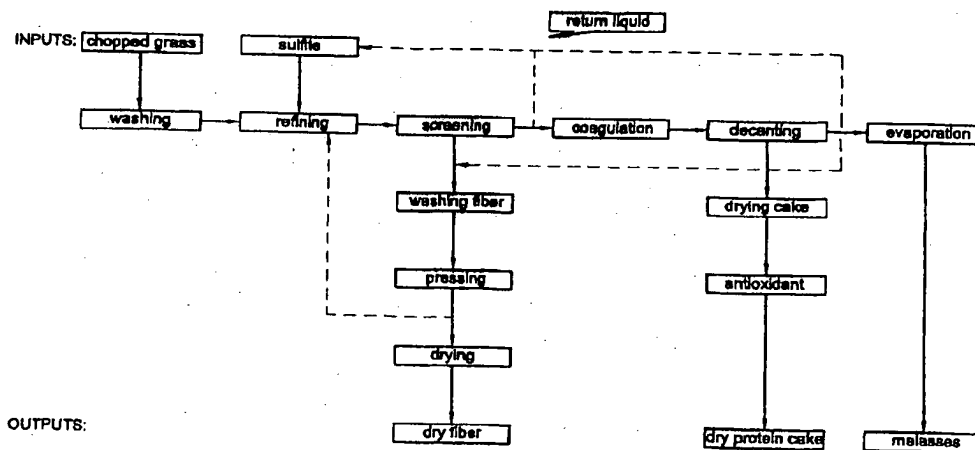 return liquid
INPUTS:
chopped grass
sulfite
washing
refining
screening
coagulation
decanting
evaporation
washing fiber
drying cake
pressing
antioxidant
drying
OUTPUTS:
dry fiber
dry protein cake
malasses